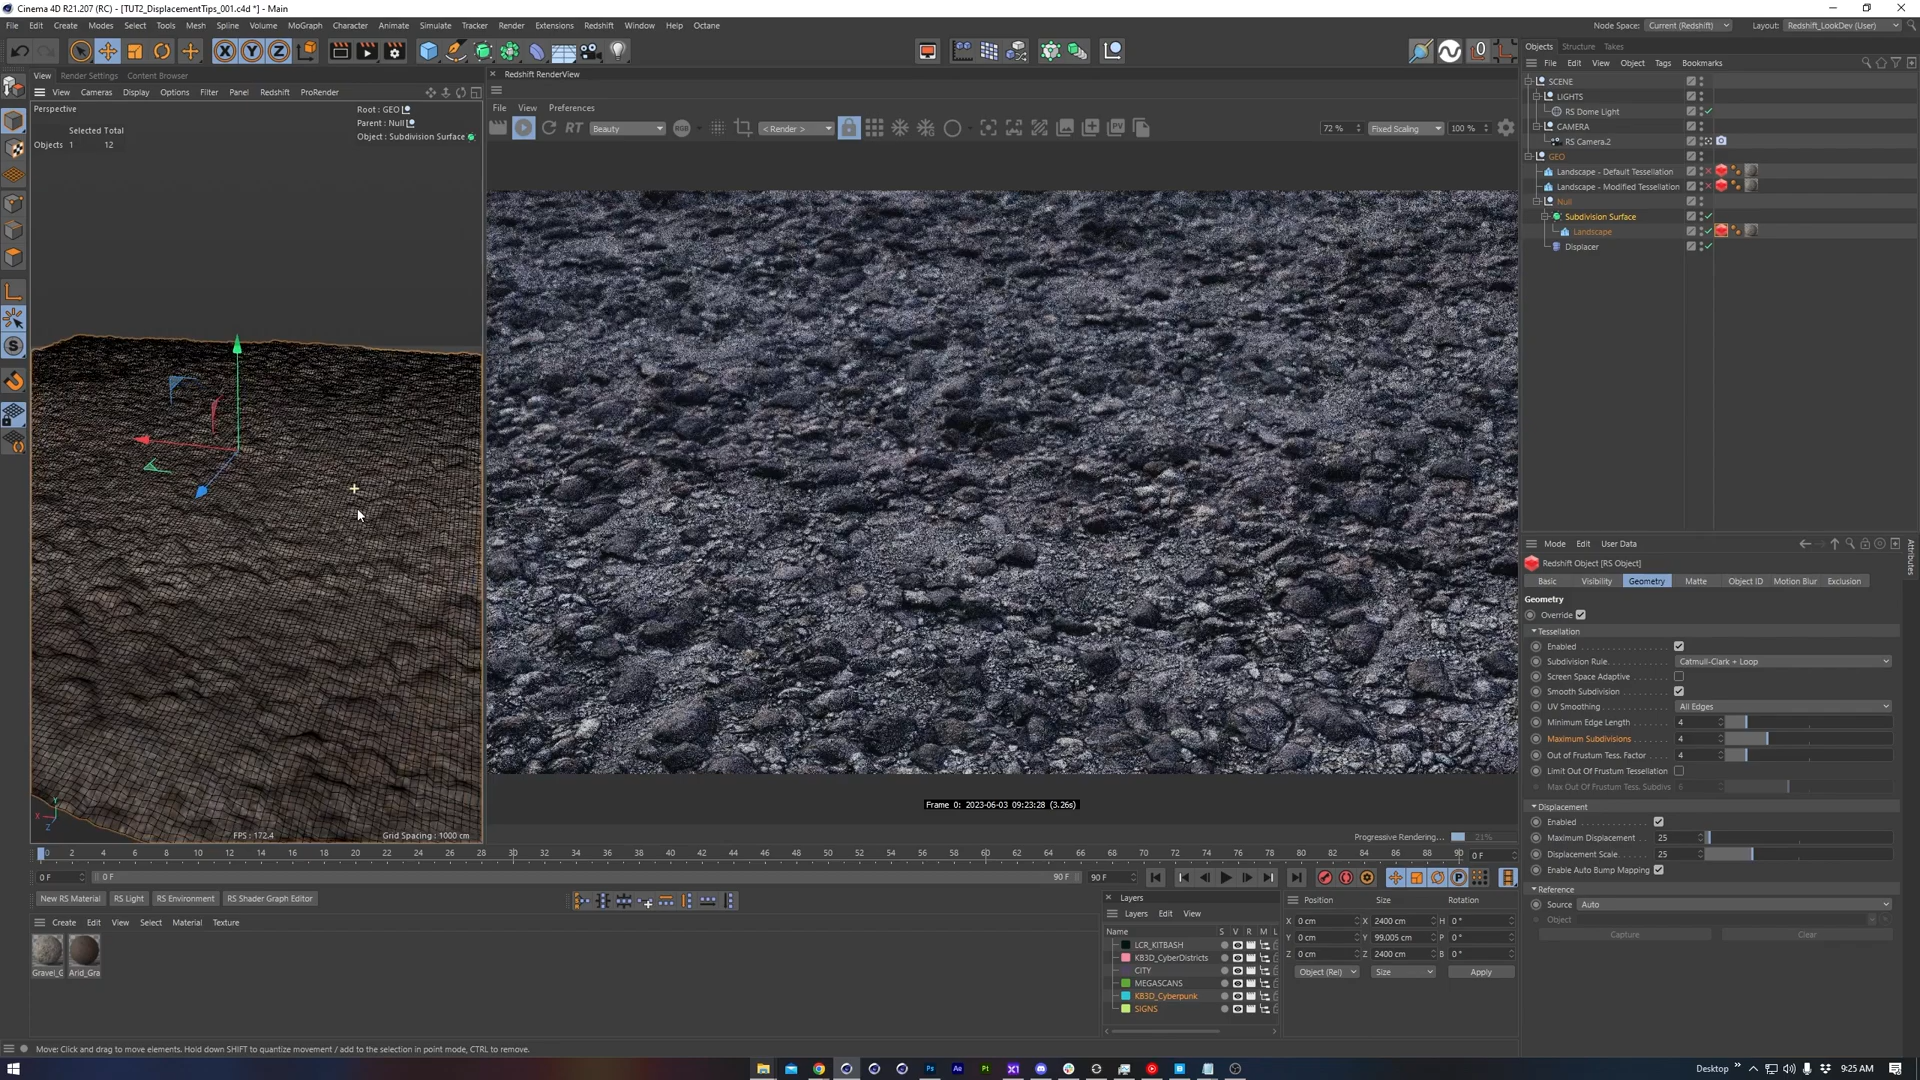 Cinema 4D R21.207 (RC) - [TUT2_DisplacementTips_001.c4d *] - Main
File Edit Create Modes Select Tools Mesh Spline Volume MoGraph Character Animate Simulate Tracker Render Extensions Redshift Window Help Octane
Node Space: Current (Redshift) Layout: Redshift_LookDev (User)
View Render Settings Content Browser
View Cameras Display Options Filter Panel Redshift ProRender
Perspective
Selected Total
Objects 1 12
Root : GEO
Parent : Null
Object : Subdivision Surface
FPS : 172.4
Grid Spacing : 1000 cm
Redshift RenderView
File View Preferences
RT Beauty < Render > 72 % Fixed Scaling 100 %
Frame 0: 2023-06-03 09:23:28 (3.26s)
Progressive Rendering... 21%
Objects Structure Takes
File Edit View Object Tags Bookmarks
SCENE
LIGHTS
RS Dome Light
CAMERA
RS Camera.2
GEO
Landscape - Default Tessellation
Landscape - Modified Tessellation
Null
Subdivision Surface
Landscape
Displacer
Mode Edit User Data
Attributes
Redshift Object [RS Object]
Basic Visibility Geometry Matte Object ID Motion Blur Exclusion
Geometry
Override
Tessellation
Enabled
Subdivision Rule Catmull-Clark + Loop
Screen Space Adaptive
Smooth Subdivision
UV Smoothing All Edges
Minimum Edge Length 4
Maximum Subdivisions 4
Out of Frustum Tess. Factor 4
Limit Out Of Frustum Tessellation
Max Out Of Frustum Tess. Subdivs 6
Displacement
Enabled
Maximum Displacement 25
Displacement Scale 25
Enable Auto Bump Mapping
Reference
Source Auto
Object
Capture Clear
0 2 4 6 8 10 12 14 16 18 20 22 24 26 28 30 32 34 36 38 40 42 44 46 48 50 52 54 56 58 60 62 64 66 68 70 72 74 76 78 80 82 84 86 88 90 0 F
0 F 0 F 90 F 90 F
New RS Material RS Light RS Environment RS Shader Graph Editor
Create Edit View Select Material Texture
Gravel_G Arid_Gra
Layers
Layers Edit View
Name S V R M L
LCR_KITBASH
KB3D_CyberDistricts
CITY
MEGASCANS
KB3D_Cyberpunk
SIGNS
Position Size Rotation
X 0 cm X 2400 cm H 0 °
Y 0 cm Y 99.005 cm P 0 °
Z 0 cm Z 2400 cm B 0 °
Object (Rel) Size Apply
Move: Click and drag to move elements. Hold down SHIFT to quantize movement / add to the selection in point mode, CTRL to remove.
Desktop 9:25 AM